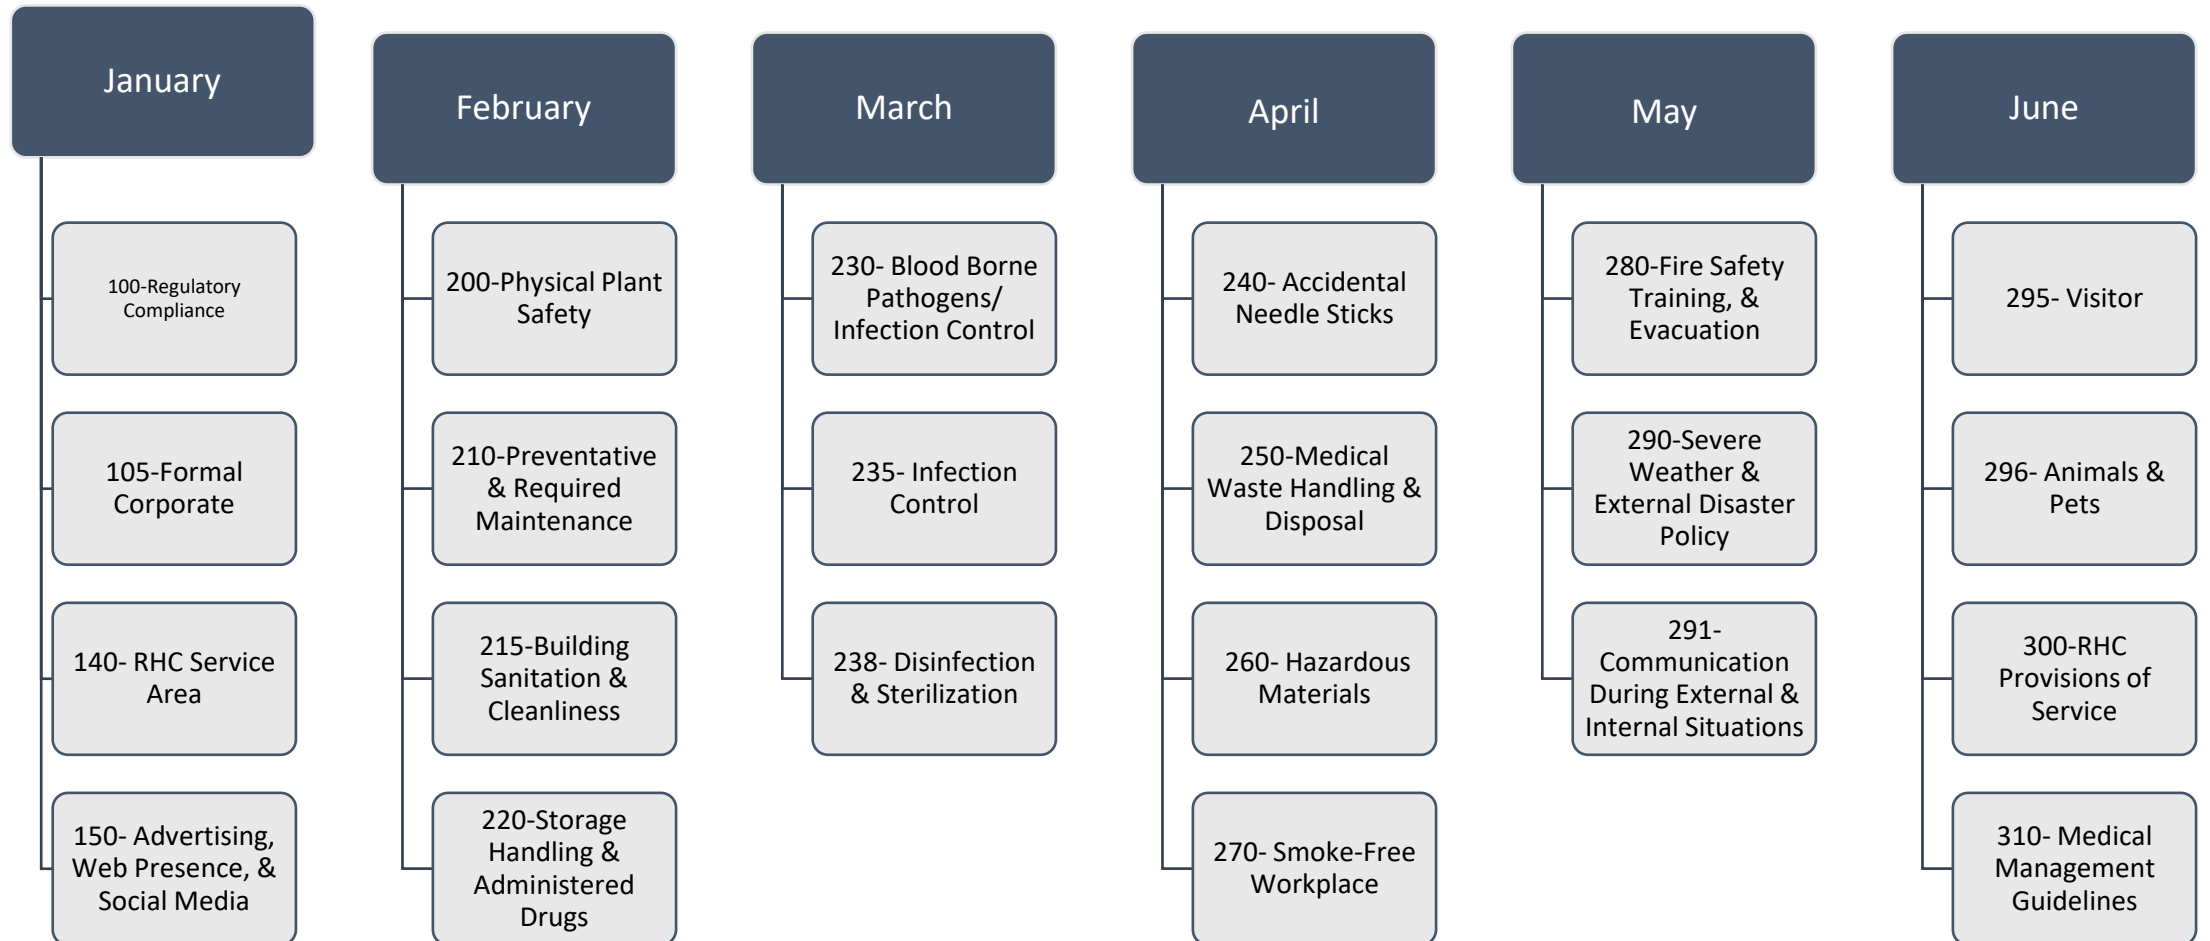 January
100-Regulatory
Compliance
105-Formal
Corporate
140- RHC Service
Area
150- Advertising,
Web Presence, &
Social Media
February
200-Physical Plant
Safety
210-Preventative
& Required
Maintenance
215-Building
Sanitation &
Cleanliness
220-Storage
Handling &
Administered
Drugs
March
230- Blood Borne
Pathogens/
Infection Control
235- Infection
Control
238- Disinfection
& Sterilization
April
240- Accidental
Needle Sticks
250-Medical
Waste Handling &
Disposal
260- Hazardous
Materials
270- Smoke-Free
Workplace
May
280-Fire Safety
Training, &
Evacuation
290-Severe
Weather &
External Disaster
Policy
291-
Communication
During External &
Internal Situations
June
295- Visitor
296- Animals &
Pets
300-RHC
Provisions of
Service
310- Medical
Management
Guidelines